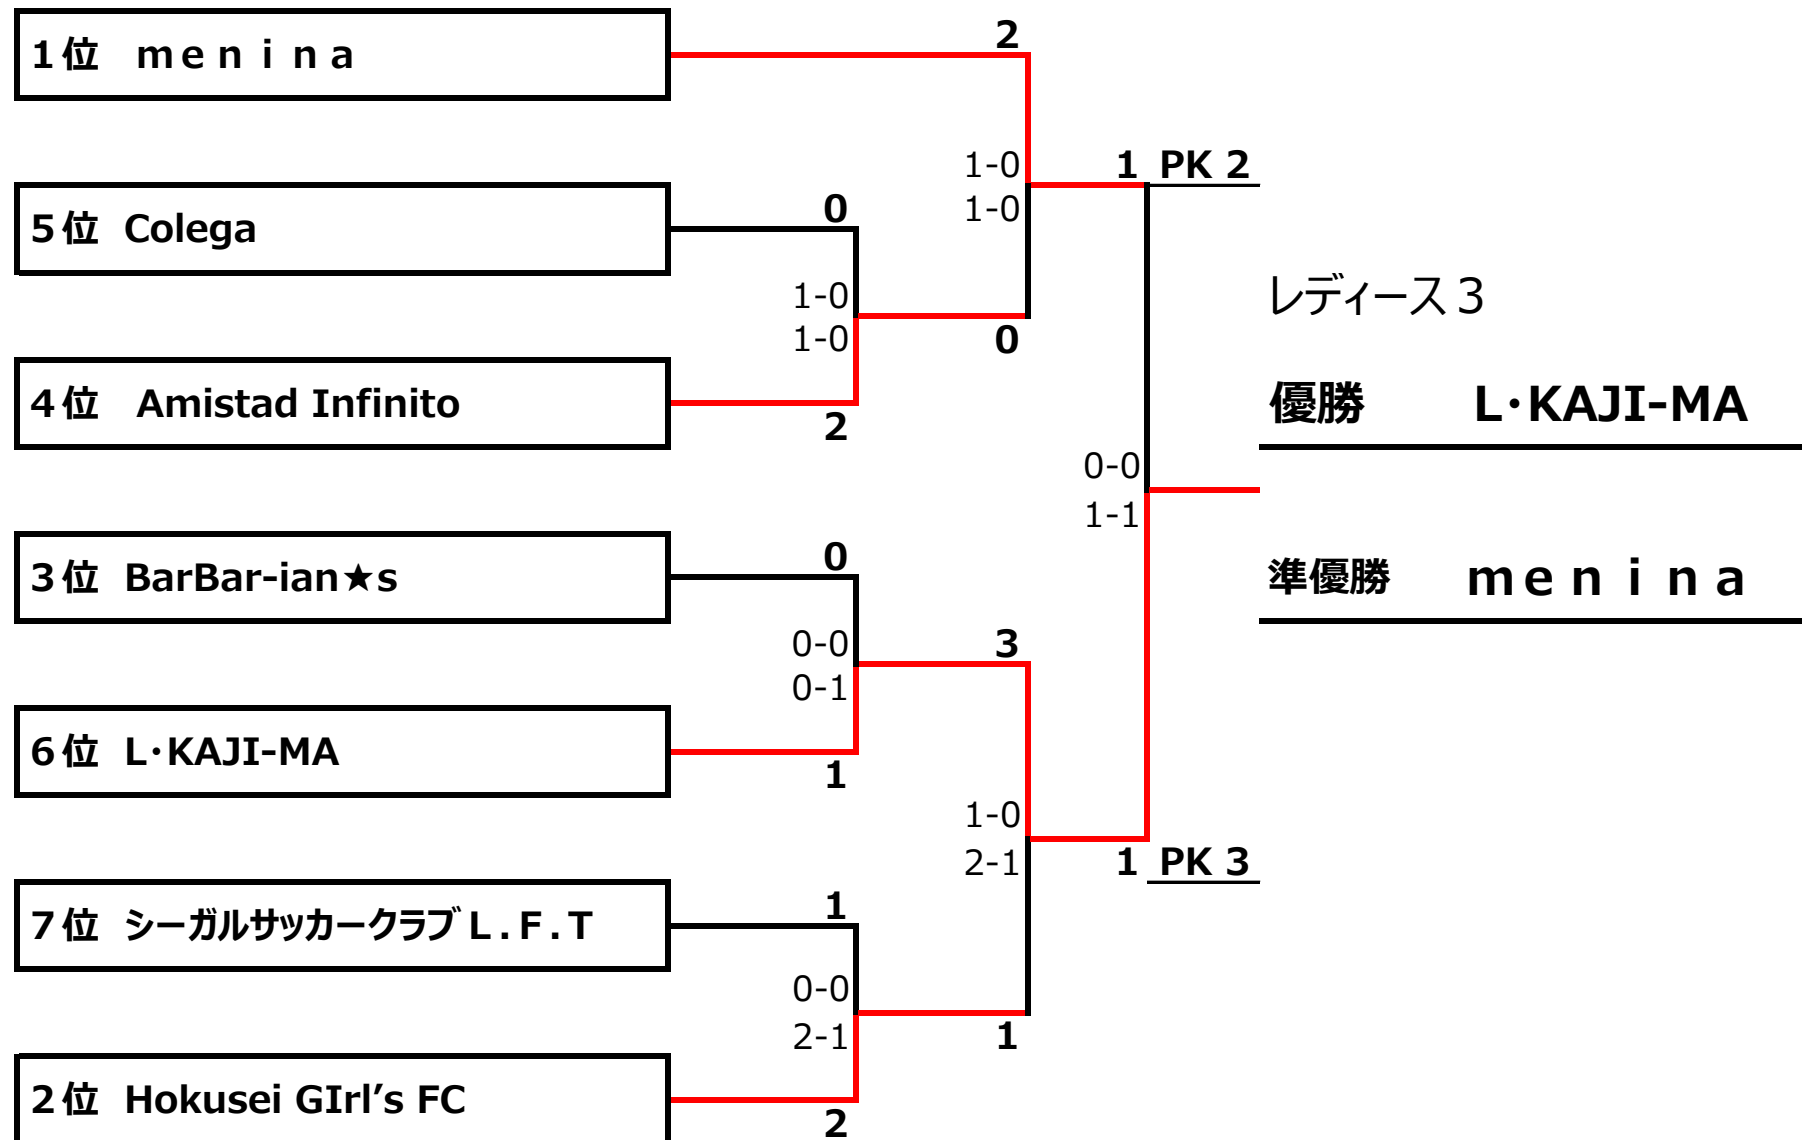 2
1位　ｍｅｎｉｎａ
1-0
1 PK 2
0
1-0
5位 Colega
1-0
レディース3
1-0
0
4位　Amistad Infinito
優勝　L･KAJI-MA
2
0-0
1-1
0
3位 BarBar-ian★s
準優勝　ｍｅｎｉｎａ
0-0
3
0-1
6位 L･KAJI-MA
1
1-0
2-1
1 PK 3
1
7位 シーガルサッカークラブＬ.Ｆ.Ｔ
0-0
2-1
1
2位 Hokusei GIrl’s FC
2